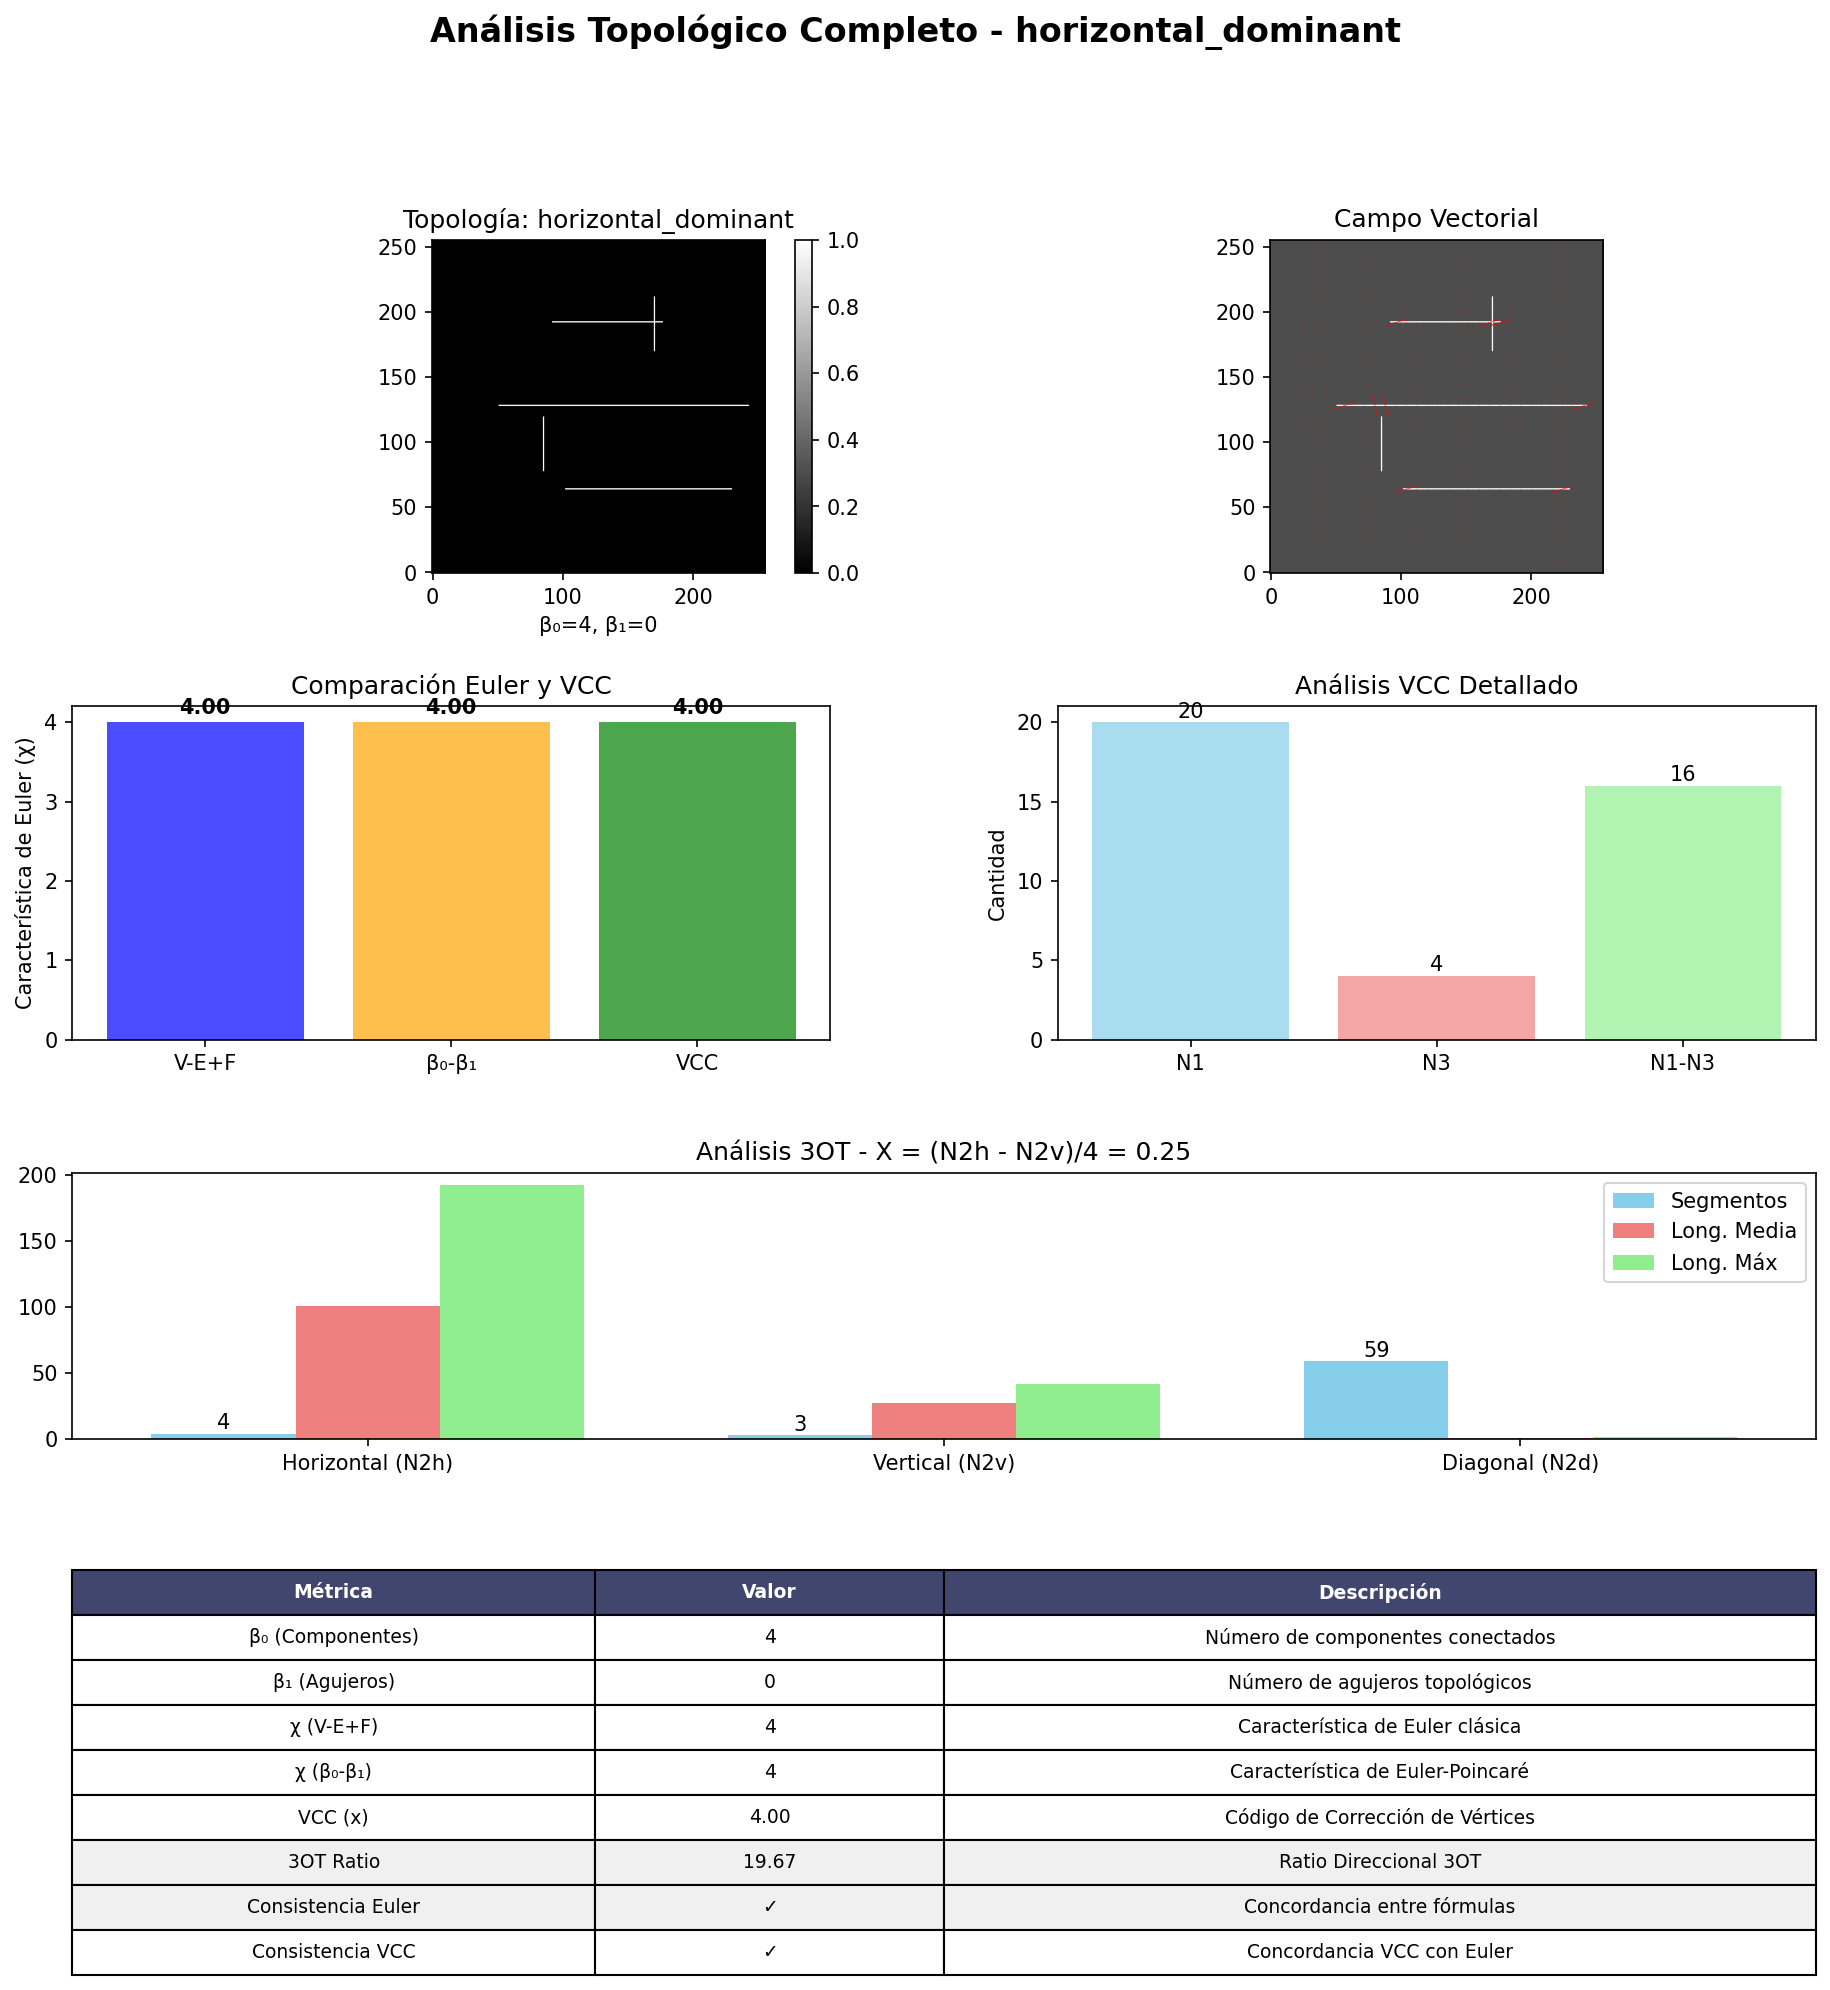 Análisis Topológico Completo - horizontal_dominant
Topología: horizontal_dominant
250
200
150
100
50
0
0 100 200
β₀=4, β₁=0
1.0
0.8
0.6
0.4
0.2
0.0
Campo Vectorial
250
200
150
100
50
0
0 100 200
Comparación Euler y VCC
Característica de Euler (χ)
4
3
2
1
0
4.00 4.00 4.00
V-E+F β₀-β₁ VCC
Análisis VCC Detallado
Cantidad
20
15
10
5
0
20
4
16
N1 N3 N1-N3
Análisis 3OT - X = (N2h - N2v)/4 = 0.25
200
150
100
50
0
4
3
59
Segmentos
Long. Media
Long. Máx
Horizontal (N2h) Vertical (N2v) Diagonal (N2d)
Métrica Valor Descripción
β₀ (Componentes) 4 Número de componentes conectados
β₁ (Agujeros) 0 Número de agujeros topológicos
χ (V-E+F) 4 Característica de Euler clásica
χ (β₀-β₁) 4 Característica de Euler-Poincaré
VCC (x) 4.00 Código de Corrección de Vértices
3OT Ratio 19.67 Ratio Direccional 3OT
Consistencia Euler ✓ Concordancia entre fórmulas
Consistencia VCC ✓ Concordancia VCC con Euler